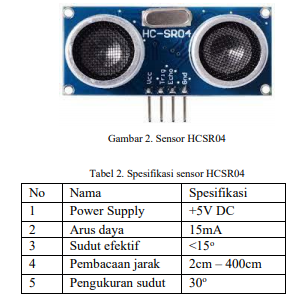 HC-SR04
Vcc
Trig
Echo
Gnd
Gambar 2. Sensor HCSR04
Tabel 2. Spesifikasi sensor HCSR04
No Nama Spesifikasi
1 Power Supply +5V DC
2 Arus daya 15mA
3 Sudut efektif <15º
4 Pembacaan jarak 2cm – 400cm
5 Pengukuran sudut 30º